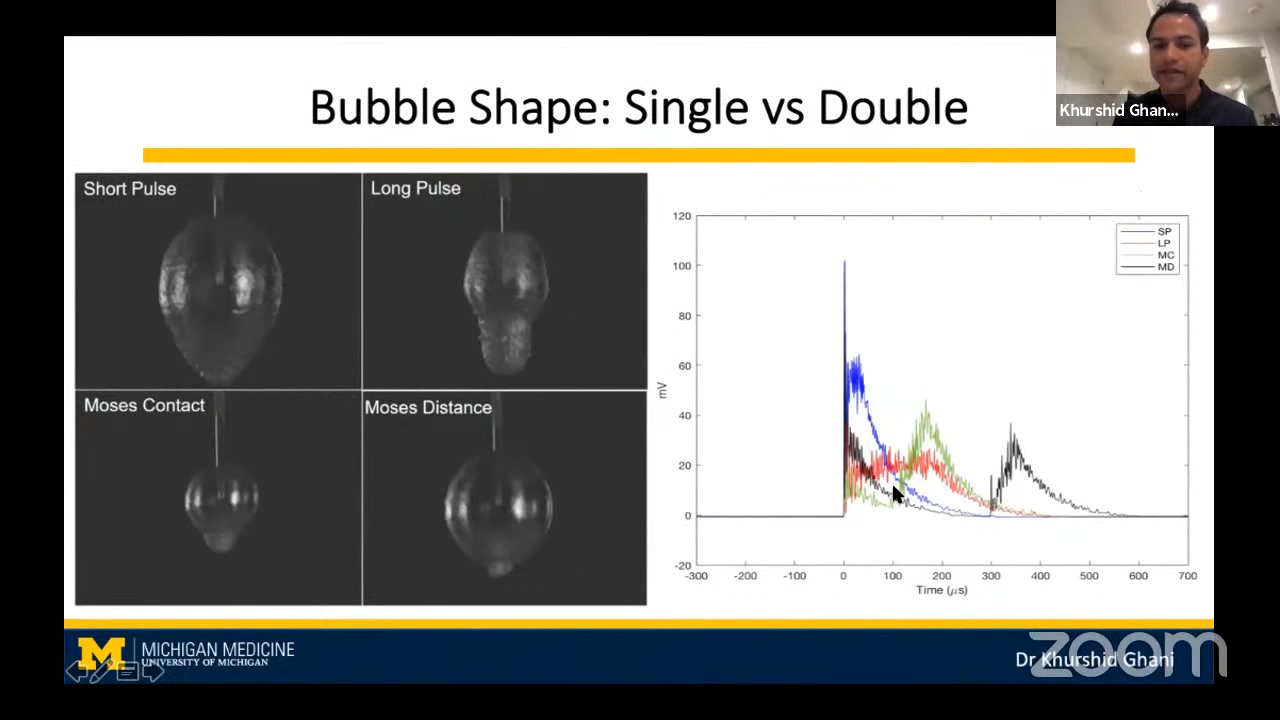 Bubble Shape: Single vs Double
Khurshid Ghan...
Short Pulse
Long Pulse
Moses Contact
Moses Distance
120
100
80
60
40
20
0
-20
mV
SP
LP
MC
MD
-300 -200 -100 0 100 200 300 400 500 600 700
Time (μs)
M
MICHIGAN MEDICINE
UNIVERSITY OF MICHIGAN
Dr Khurshid Ghani
zoom